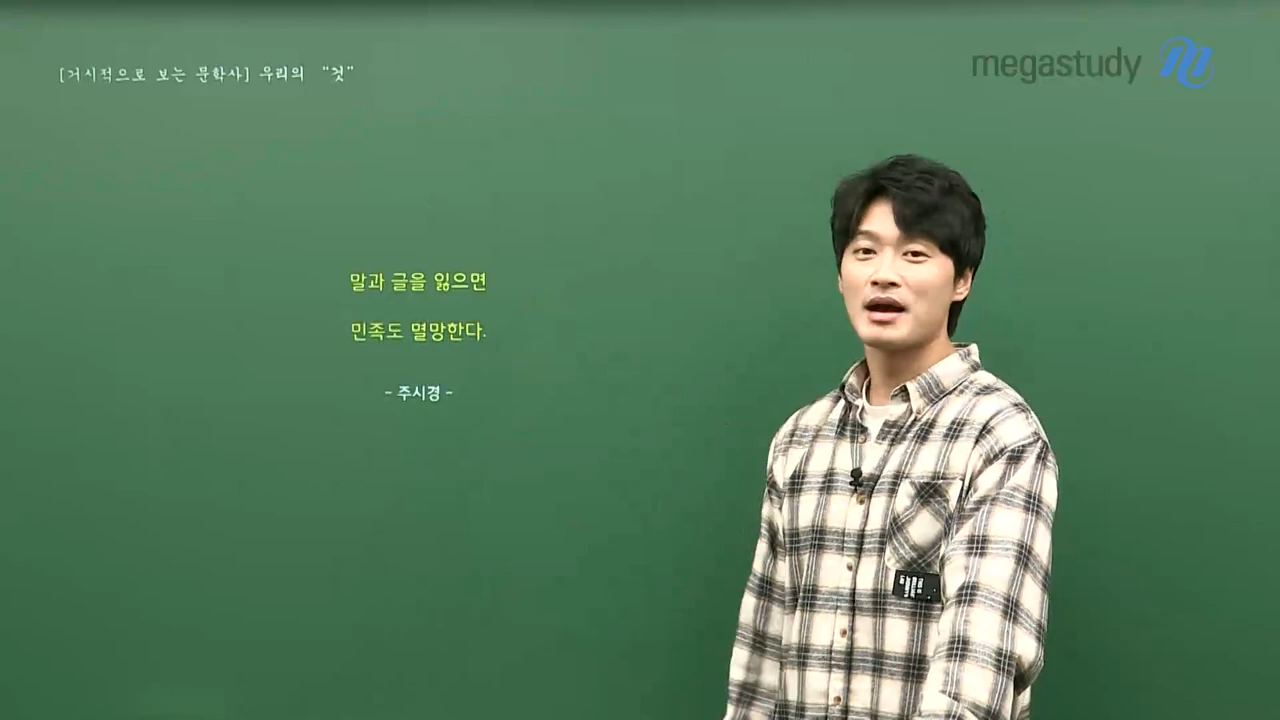 [거시적으로 보는 문학사] 우리의 “것”
megastudy
말과 글을 잃으면
민족도 멸망한다.
- 주시경 -